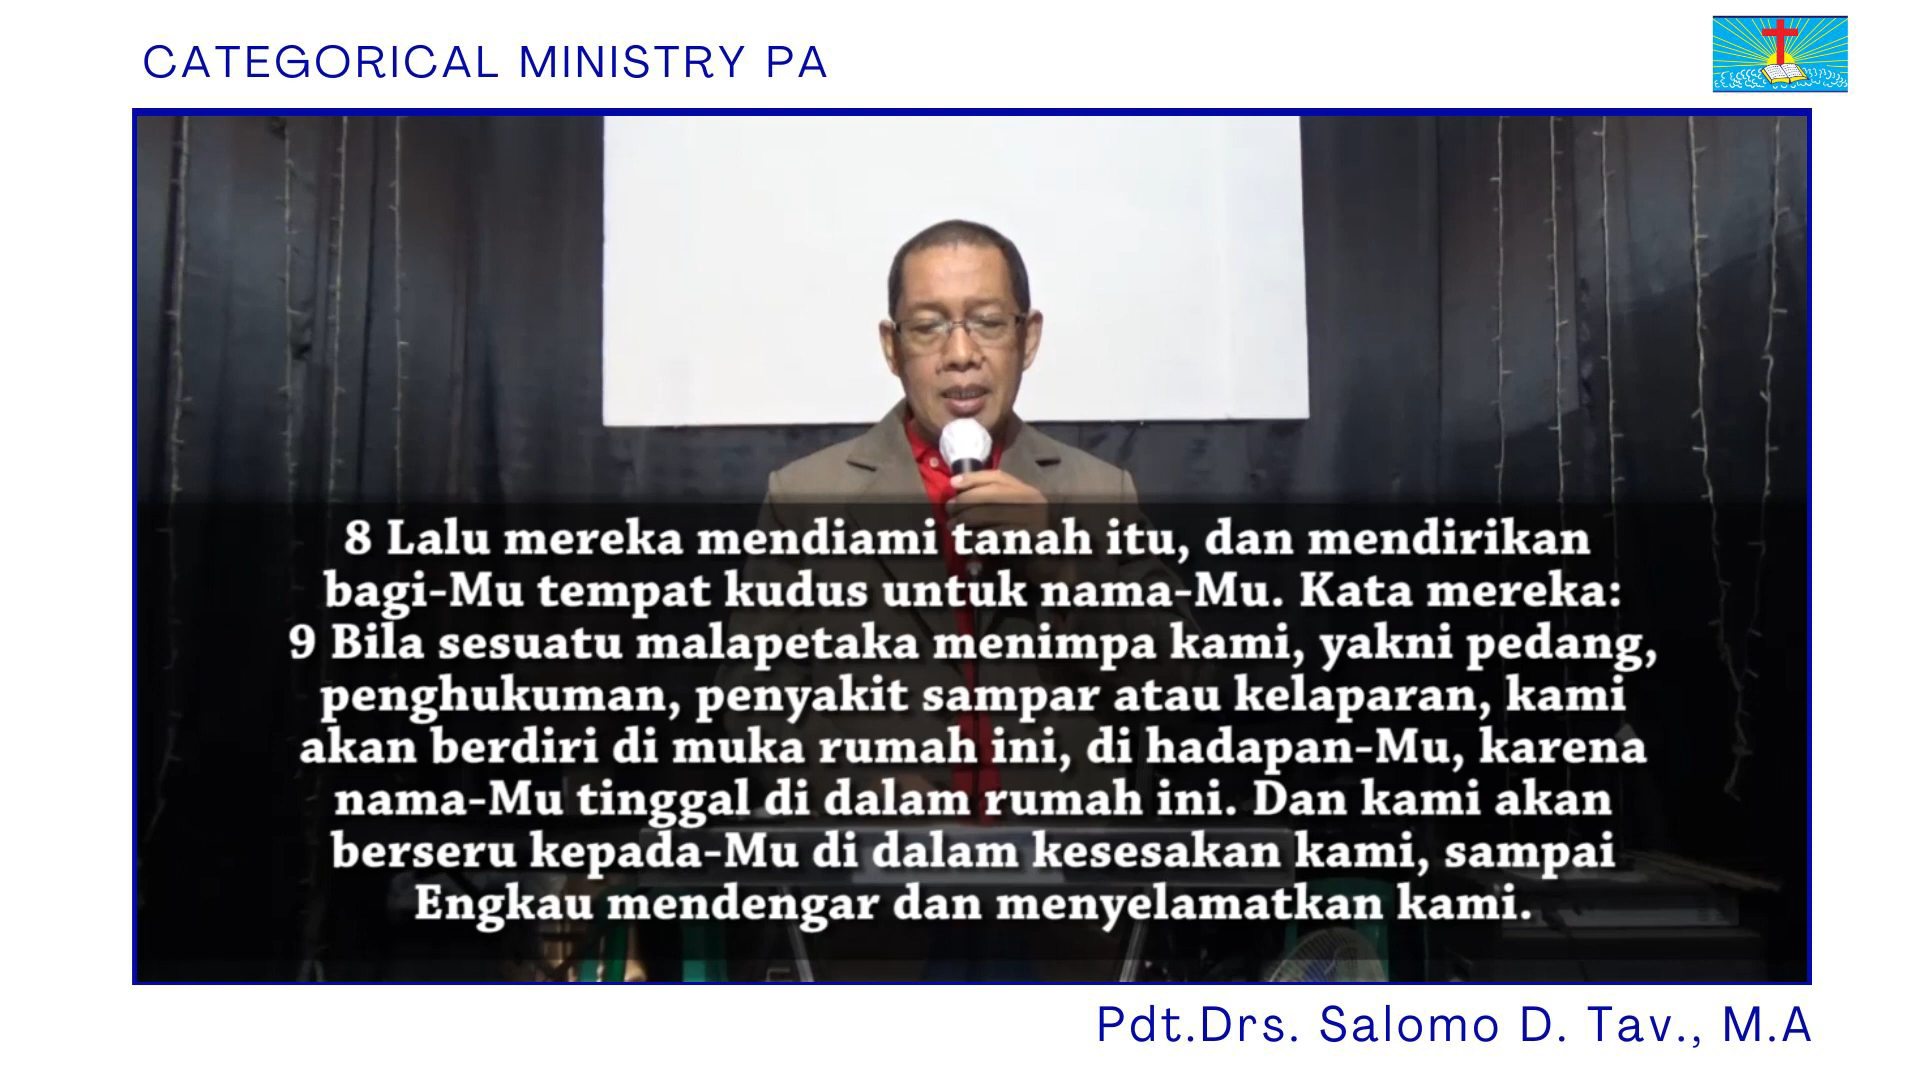 CATEGORICAL MINISTRY PA
8 Lalu mereka mendiami tanah itu, dan mendirikan
bagi-Mu tempat kudus untuk nama-Mu. Kata mereka:
9 Bila sesuatu malapetaka menimpa kami, yakni pedang,
penghukuman, penyakit sampar atau kelaparan, kami
akan berdiri di muka rumah ini, di hadapan-Mu, karena
nama-Mu tinggal di dalam rumah ini. Dan kami akan
berseru kepada-Mu di dalam kesesakan kami, sampai
Engkau mendengar dan menyelamatkan kami.
Pdt.Drs. Salomo D. Tav., M.A